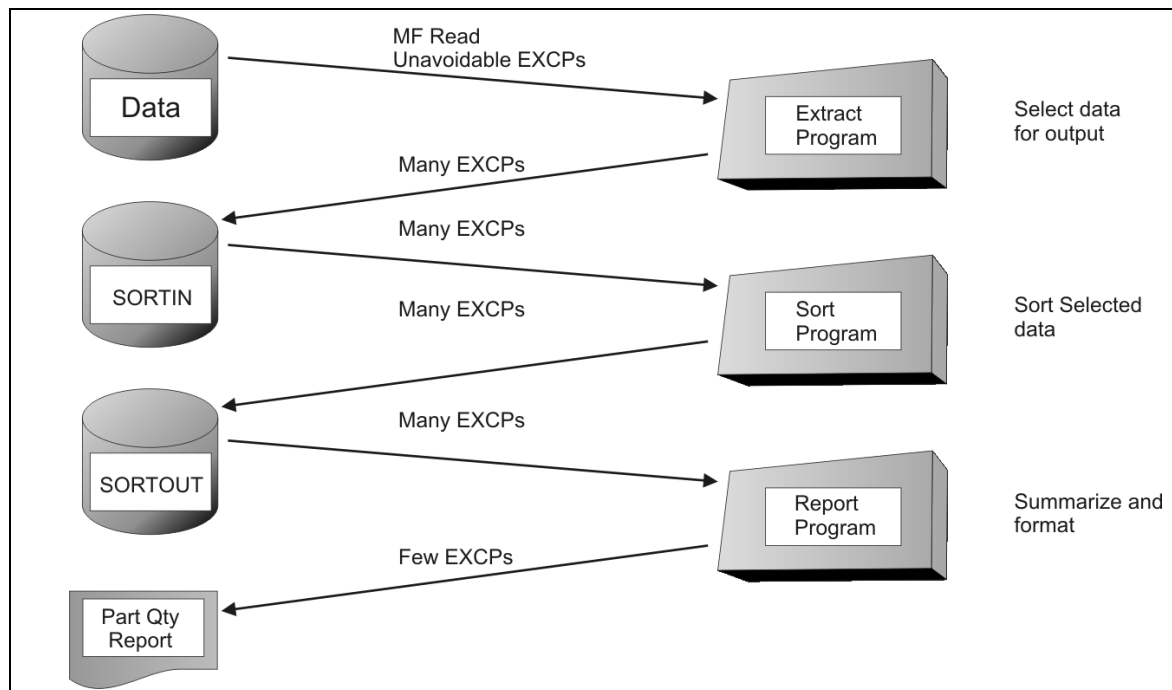 MF Read
Unavoidable EXCPs
Data
Extract
Program
Select data
for output
Many EXCPs
Many EXCPs
SORTIN
Many EXCPs
Sort
Program
Sort Selected
data
Many EXCPs
SORTOUT
Report
Program
Summarize and
format
Few EXCPs
Part Qty
Report